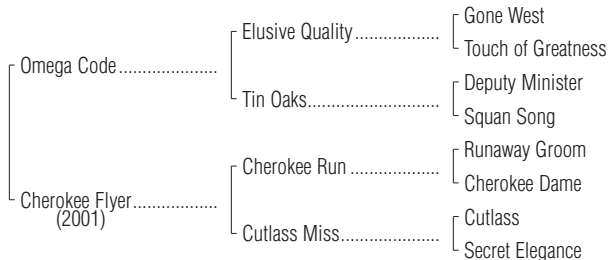 Gone West
Elusive Quality..................
Touch of Greatness
Omega Code.....................
Deputy Minister
Tin Oaks............................
Squan Song
Runaway Groom
Cherokee Run ...................
Cherokee Dame
Cherokee Flyer..................
(2001)
Cutlass
Cutlass Miss.....................
Secret Elegance